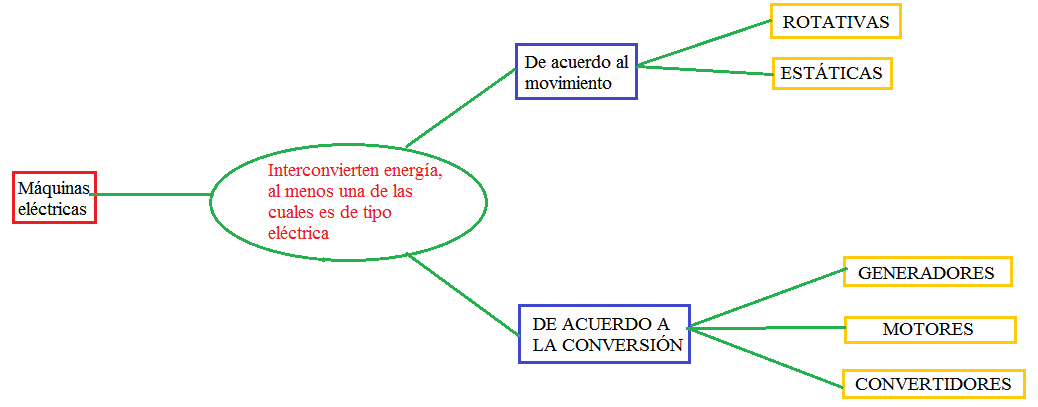 Máquinas
eléctricas
Interconvierten energía,
al menos una de las
cuales es de tipo
eléctrica
De acuerdo al
movimiento
ROTATIVAS
ESTÁTICAS
DE ACUERDO A
LA CONVERSIÓN
GENERADORES
MOTORES
CONVERTIDORES